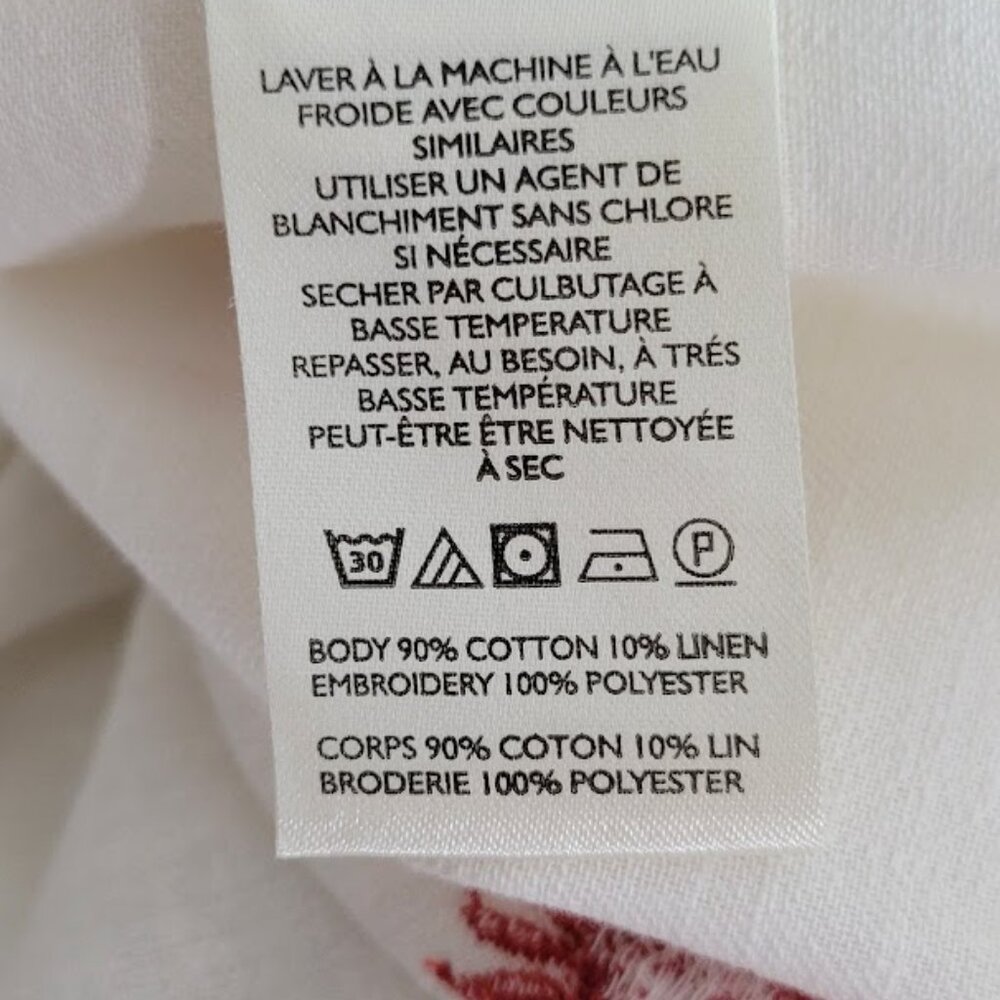 LAVER À LA MACHINE À L'EAU
FROIDE AVEC COULEURS
SIMILAIRES
UTILISER UN AGENT DE
BLANCHIMENT SANS CHLORE
SI NÉCESSAIRE
SECHER PAR CULBUTAGE À
BASSE TEMPERATURE
REPASSER, AU BESOIN, À TRÉS
BASSE TEMPÉRATURE
PEUT-ÊTRE ÊTRE NETTOYÉE
À SEC
30 P
BODY 90% COTTON 10% LINEN
EMBROIDERY 100% POLYESTER
CORPS 90% COTON 10% LIN
BRODERIE 100% POLYESTER